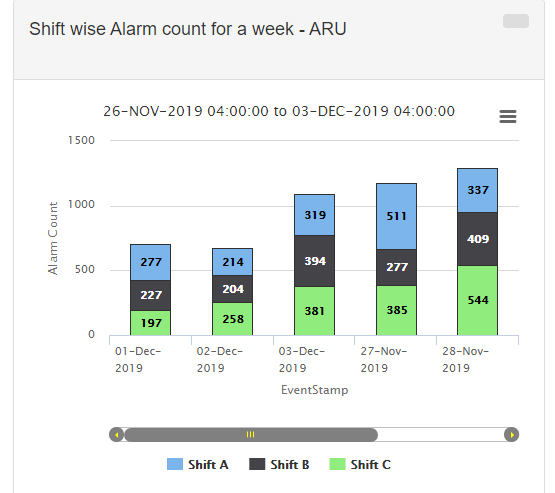 Shift wise Alarm count for a week - ARU
26-NOV-2019 04:00:00 to 03-DEC-2019 04:00:00
Alarm Count
1500
1000
500
0
277
227
197
214
204
258
319
394
381
511
277
385
337
409
544
01-Dec-
2019
02-Dec-
2019
03-Dec-
2019
27-Nov-
2019
28-Nov-
2019
EventStamp
Shift A Shift B Shift C